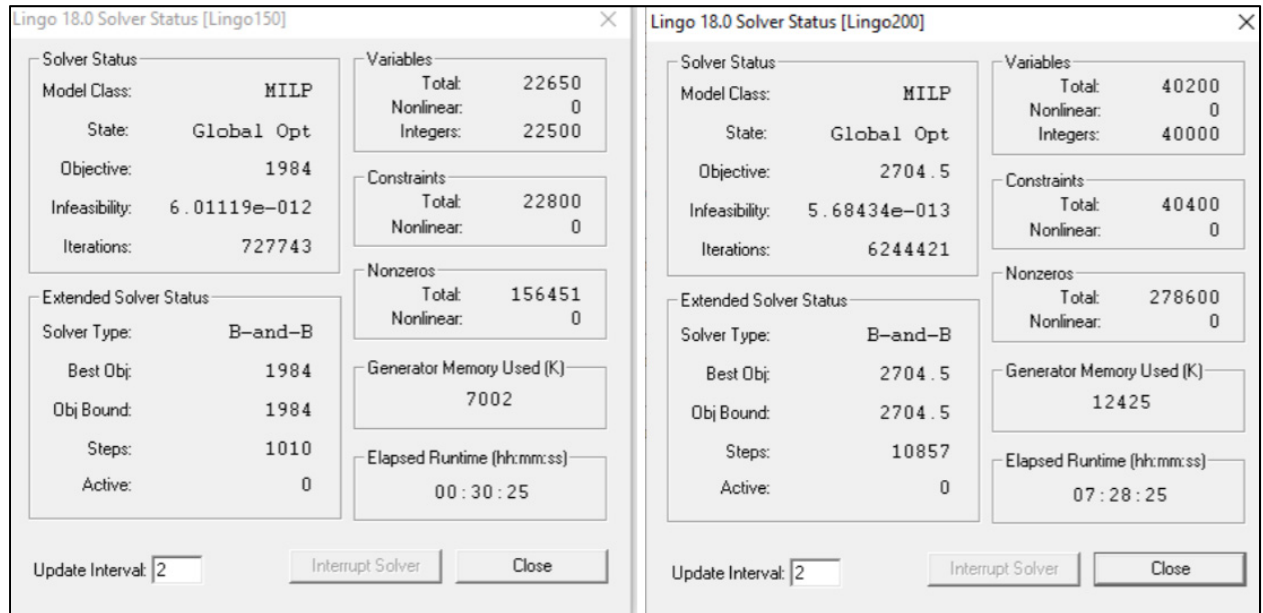 Lingo 18.0 Solver Status [Lingo150]
Solver Status
Model Class: MILP
State: Global Opt
Objective: 1984
Infeasibility: 6.01119e-012
Iterations: 727743
Extended Solver Status
Solver Type: B-and-B
Best Obj: 1984
Obj Bound: 1984
Steps: 1010
Active: 0
Variables
Total: 22650
Nonlinear: 0
Integers: 22500
Constraints
Total: 22800
Nonlinear: 0
Nonzeros
Total: 156451
Nonlinear: 0
Generator Memory Used (K)
7002
Elapsed Runtime (hh:mm:ss)
00:30:25
Update Interval: 2
Interrupt Solver
Close
Lingo 18.0 Solver Status [Lingo200]
Solver Status
Model Class: MILP
State: Global Opt
Objective: 2704.5
Infeasibility: 5.68434e-013
Iterations: 6244421
Extended Solver Status
Solver Type: B-and-B
Best Obj: 2704.5
Obj Bound: 2704.5
Steps: 10857
Active: 0
Variables
Total: 40200
Nonlinear: 0
Integers: 40000
Constraints
Total: 40400
Nonlinear: 0
Nonzeros
Total: 278600
Nonlinear: 0
Generator Memory Used (K)
12425
Elapsed Runtime (hh:mm:ss)
07:28:25
Update Interval: 2
Interrupt Solver
Close